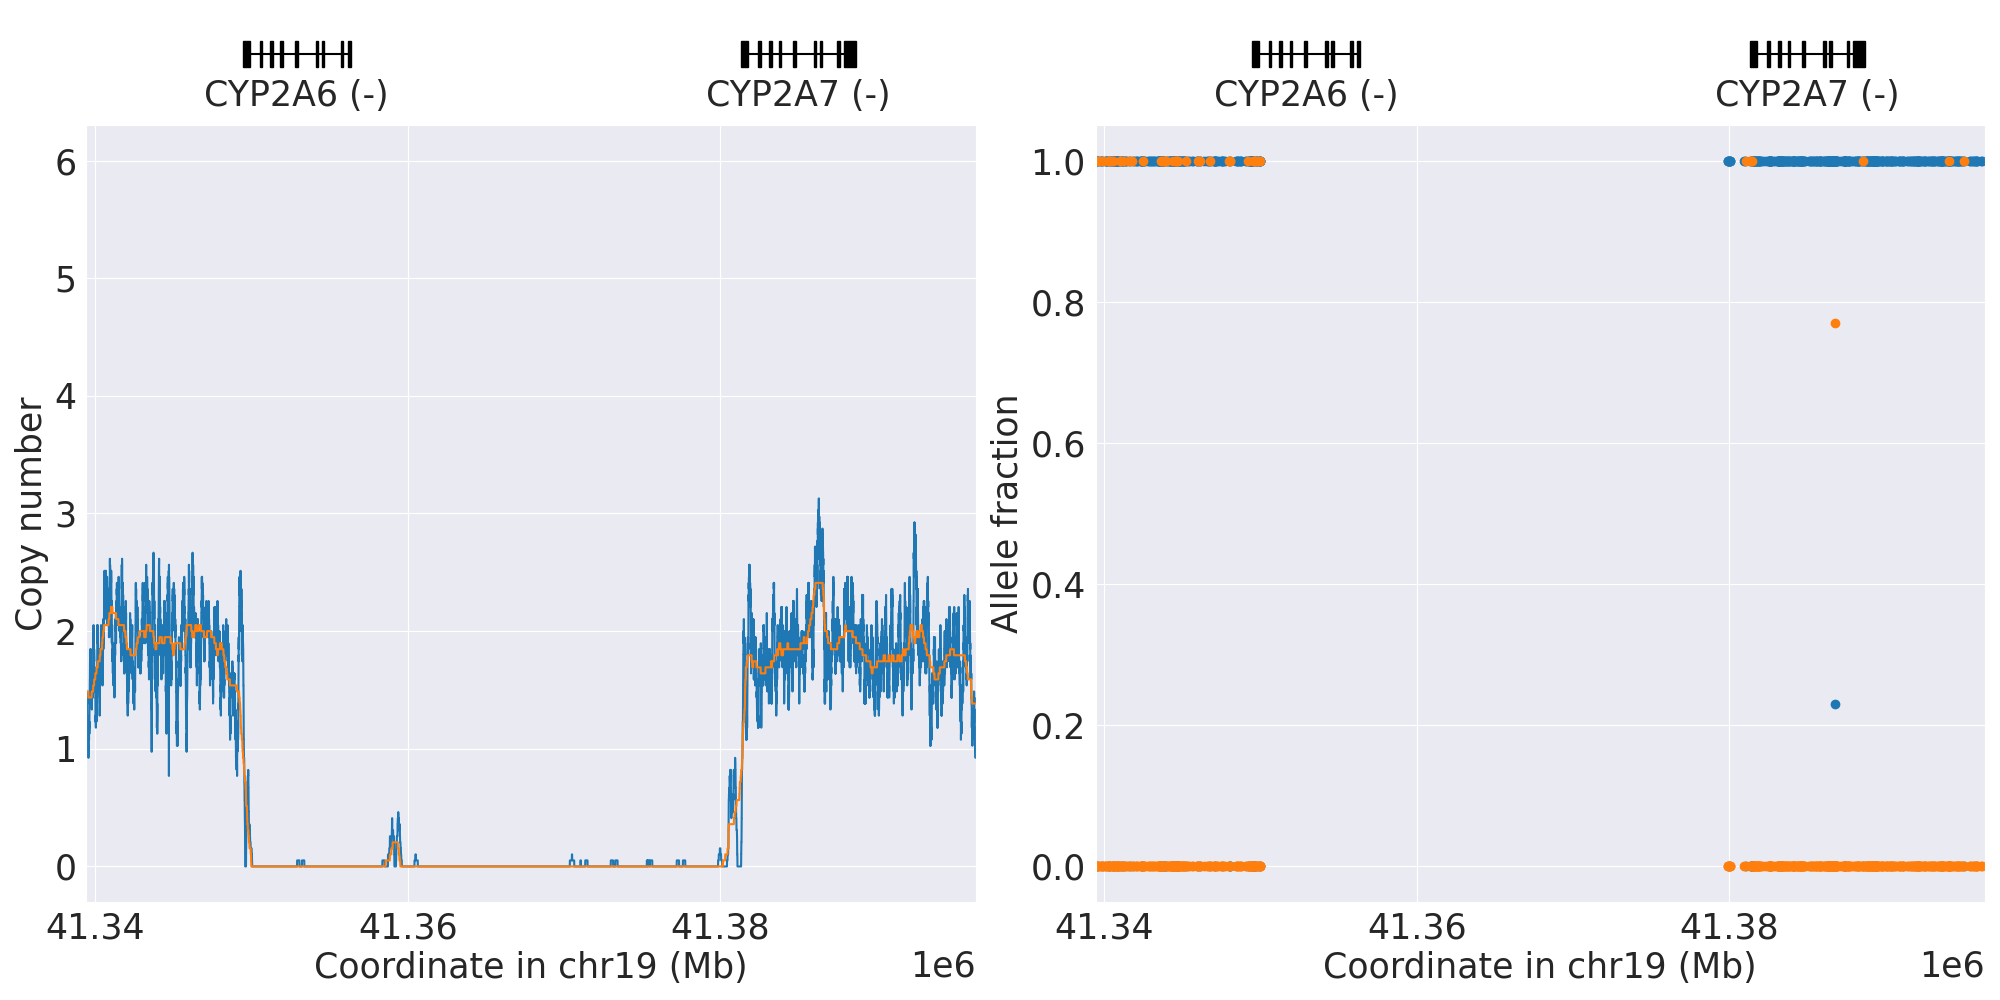 CYP2A6 (-)
CYP2A7 (-)
6
5
4
3
2
1
0
Copy number
41.34
41.36
41.38
Coordinate in chr19 (Mb)
1e6
CYP2A6 (-)
CYP2A7 (-)
1.0
0.8
0.6
0.4
0.2
0.0
Allele fraction
41.34
41.36
41.38
Coordinate in chr19 (Mb)
1e6